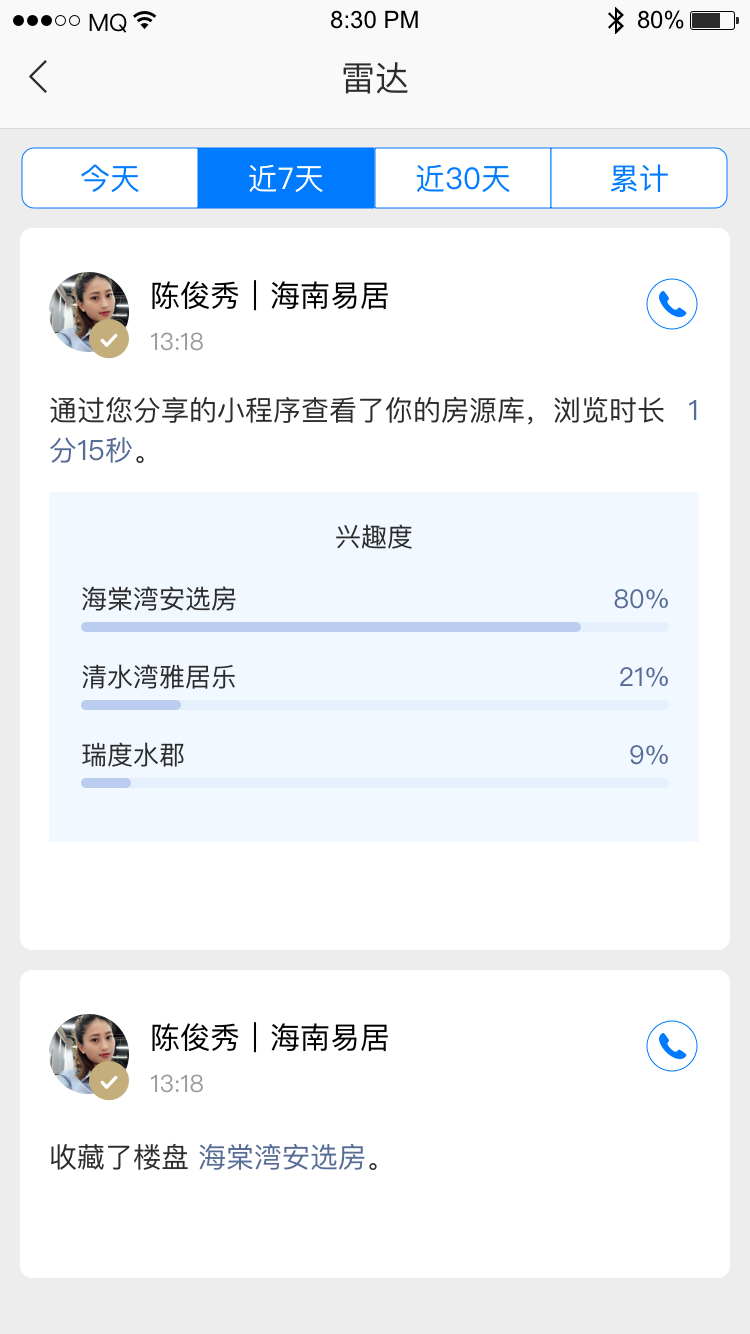 MQ 8:30 PM 80%
雷达
今天 近7天 近30天 累计
陈俊秀｜海南易居
13:18
通过您分享的小程序查看了你的房源库，浏览时长 1
分15秒。
兴趣度
海棠湾安选房 80%
清水湾雅居乐 21%
瑞度水郡 9%
陈俊秀｜海南易居
13:18
收藏了楼盘 海棠湾安选房。